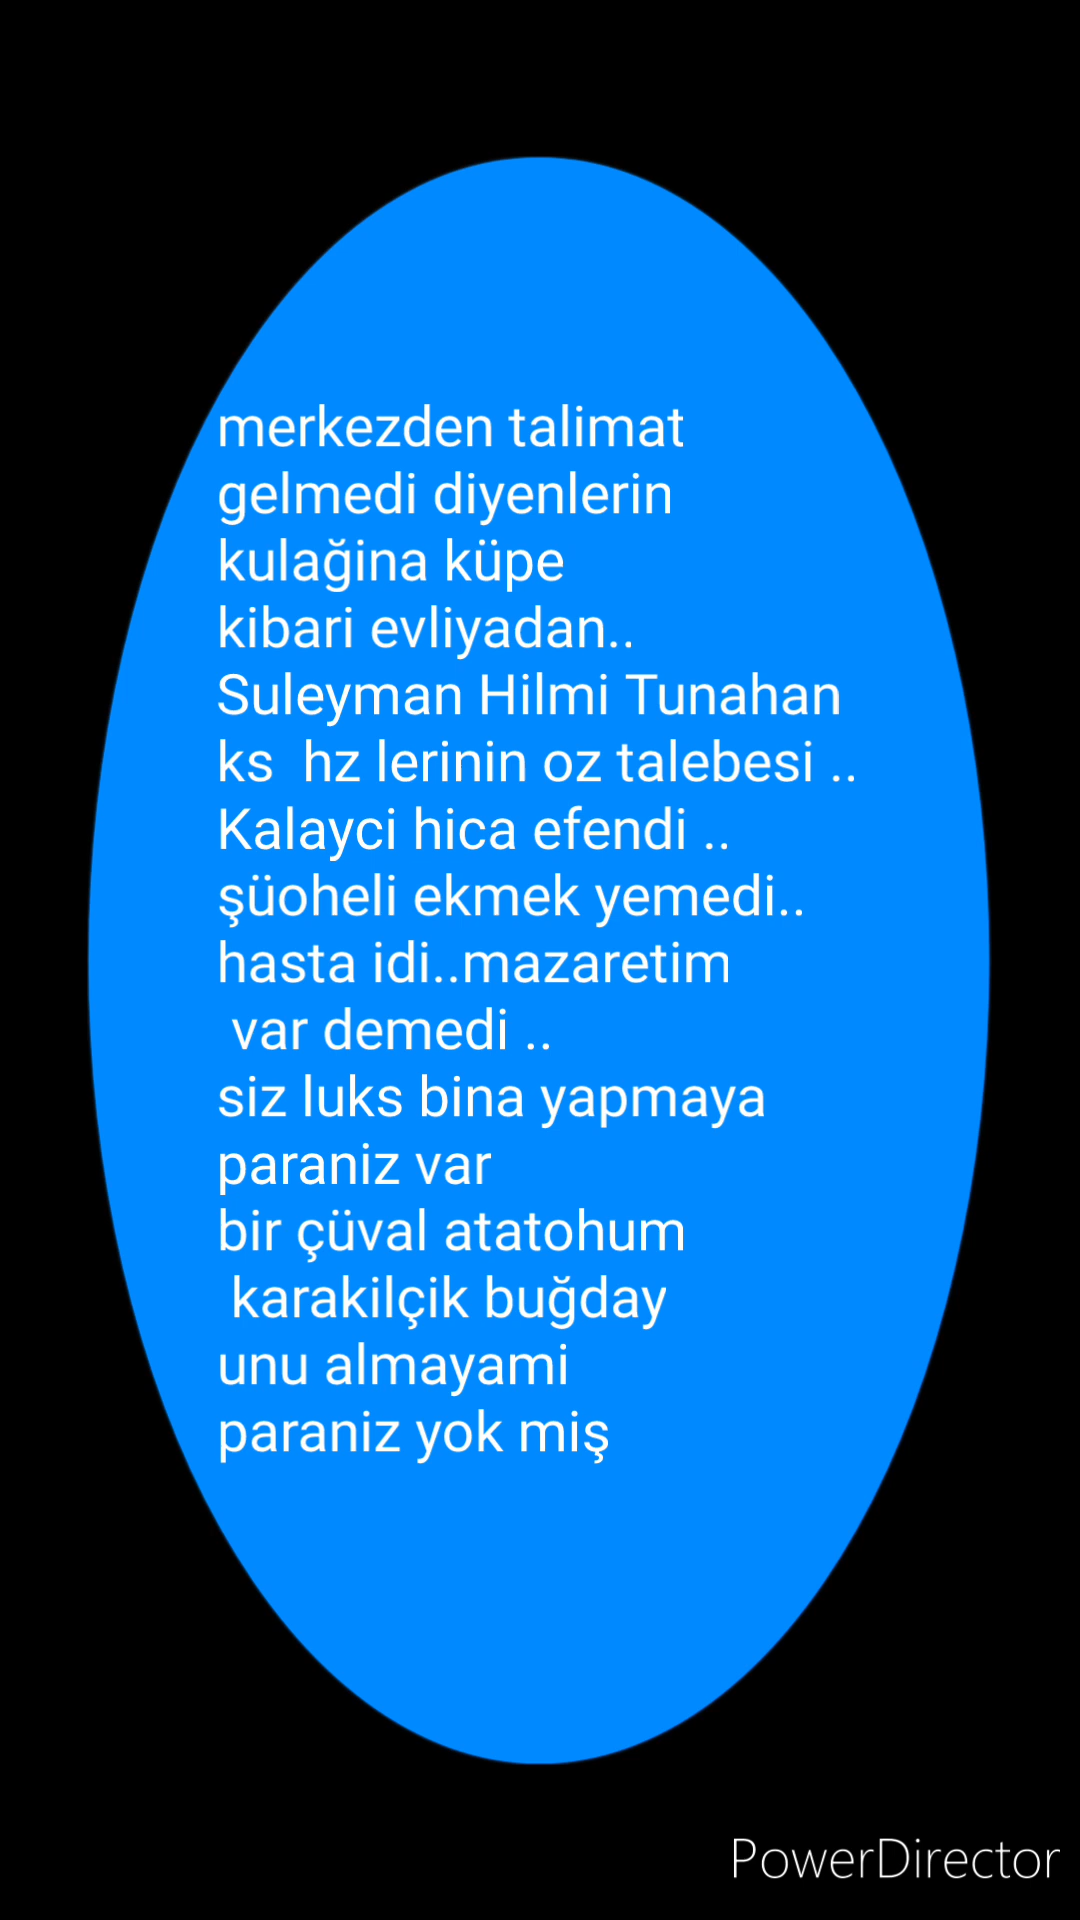 merkezden talimat
gelmedi diyenlerin
kulağina küpe
kibari evliyadan..
Suleyman Hilmi Tunahan
ks  hz lerinin oz talebesi ..
Kalayci hica efendi ..
şüoheli ekmek yemedi..
hasta idi..mazaretim
var demedi ..
siz luks bina yapmaya
paraniz var
bir çüval atatohum
karakilçik buğday
unu almayami
paraniz yok miş
PowerDirector